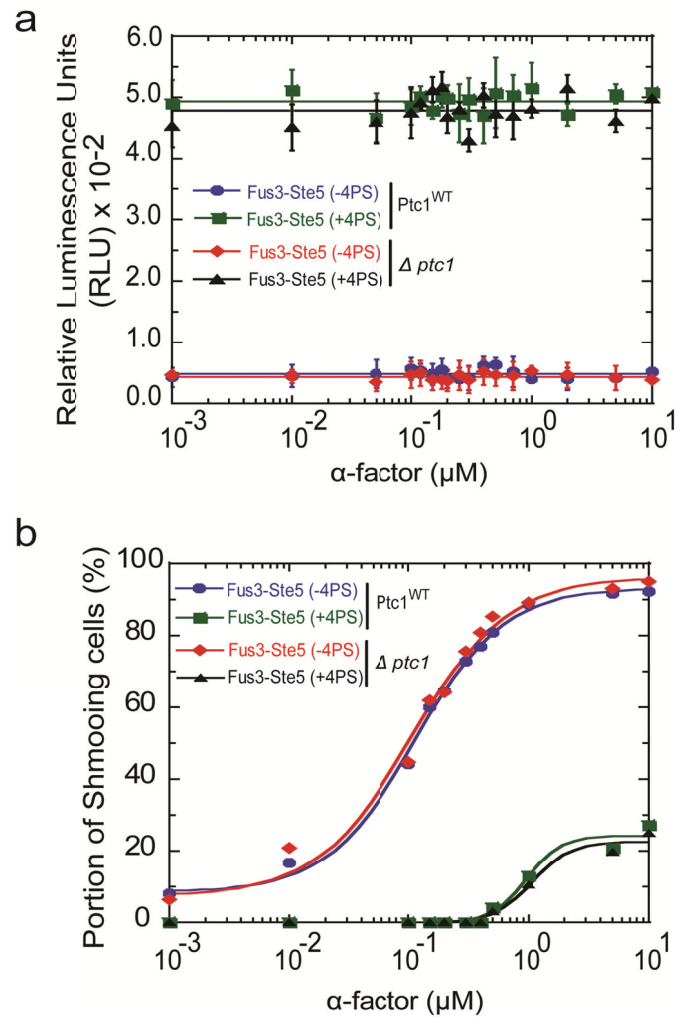 a
Relative Luminescence Units
(RLU) x 10-2
6.0
5.0
4.0
3.0
2.0
1.0
0.0
Fus3-Ste5 (-4PS)
Fus3-Ste5 (+4PS)
Ptc1WT
Fus3-Ste5 (-4PS)
Fus3-Ste5 (+4PS)
Δ ptc1
10-3
10-2
10-1
100
101
α-factor (µM)
b
Portion of Shmooing cells (%)
100
80
60
40
20
0
Fus3-Ste5 (-4PS)
Fus3-Ste5 (+4PS)
Ptc1WT
Fus3-Ste5 (-4PS)
Fus3-Ste5 (+4PS)
Δ ptc1
10-3
10-2
10-1
100
101
α-factor (µM)